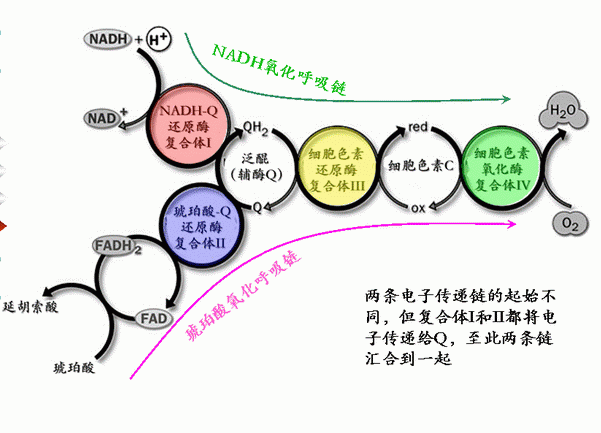 NADH + H+
NADH氧化呼吸链
NAD+
NADH-Q
还原酶
复合体I
QH2
泛醌
(辅酶Q)
Q
细胞色素
还原酶
复合体III
red
细胞色素C
ox
细胞色素
氧化酶
复合体IV
H2O
O2
琥珀酸-Q
还原酶
复合体II
FADH2
FAD
延胡索酸
琥珀酸
琥珀酸氧化呼吸链
两条电子传递链的起始不
同，但复合体I和II都将电
子传递给Q，至此两条链
汇合到一起